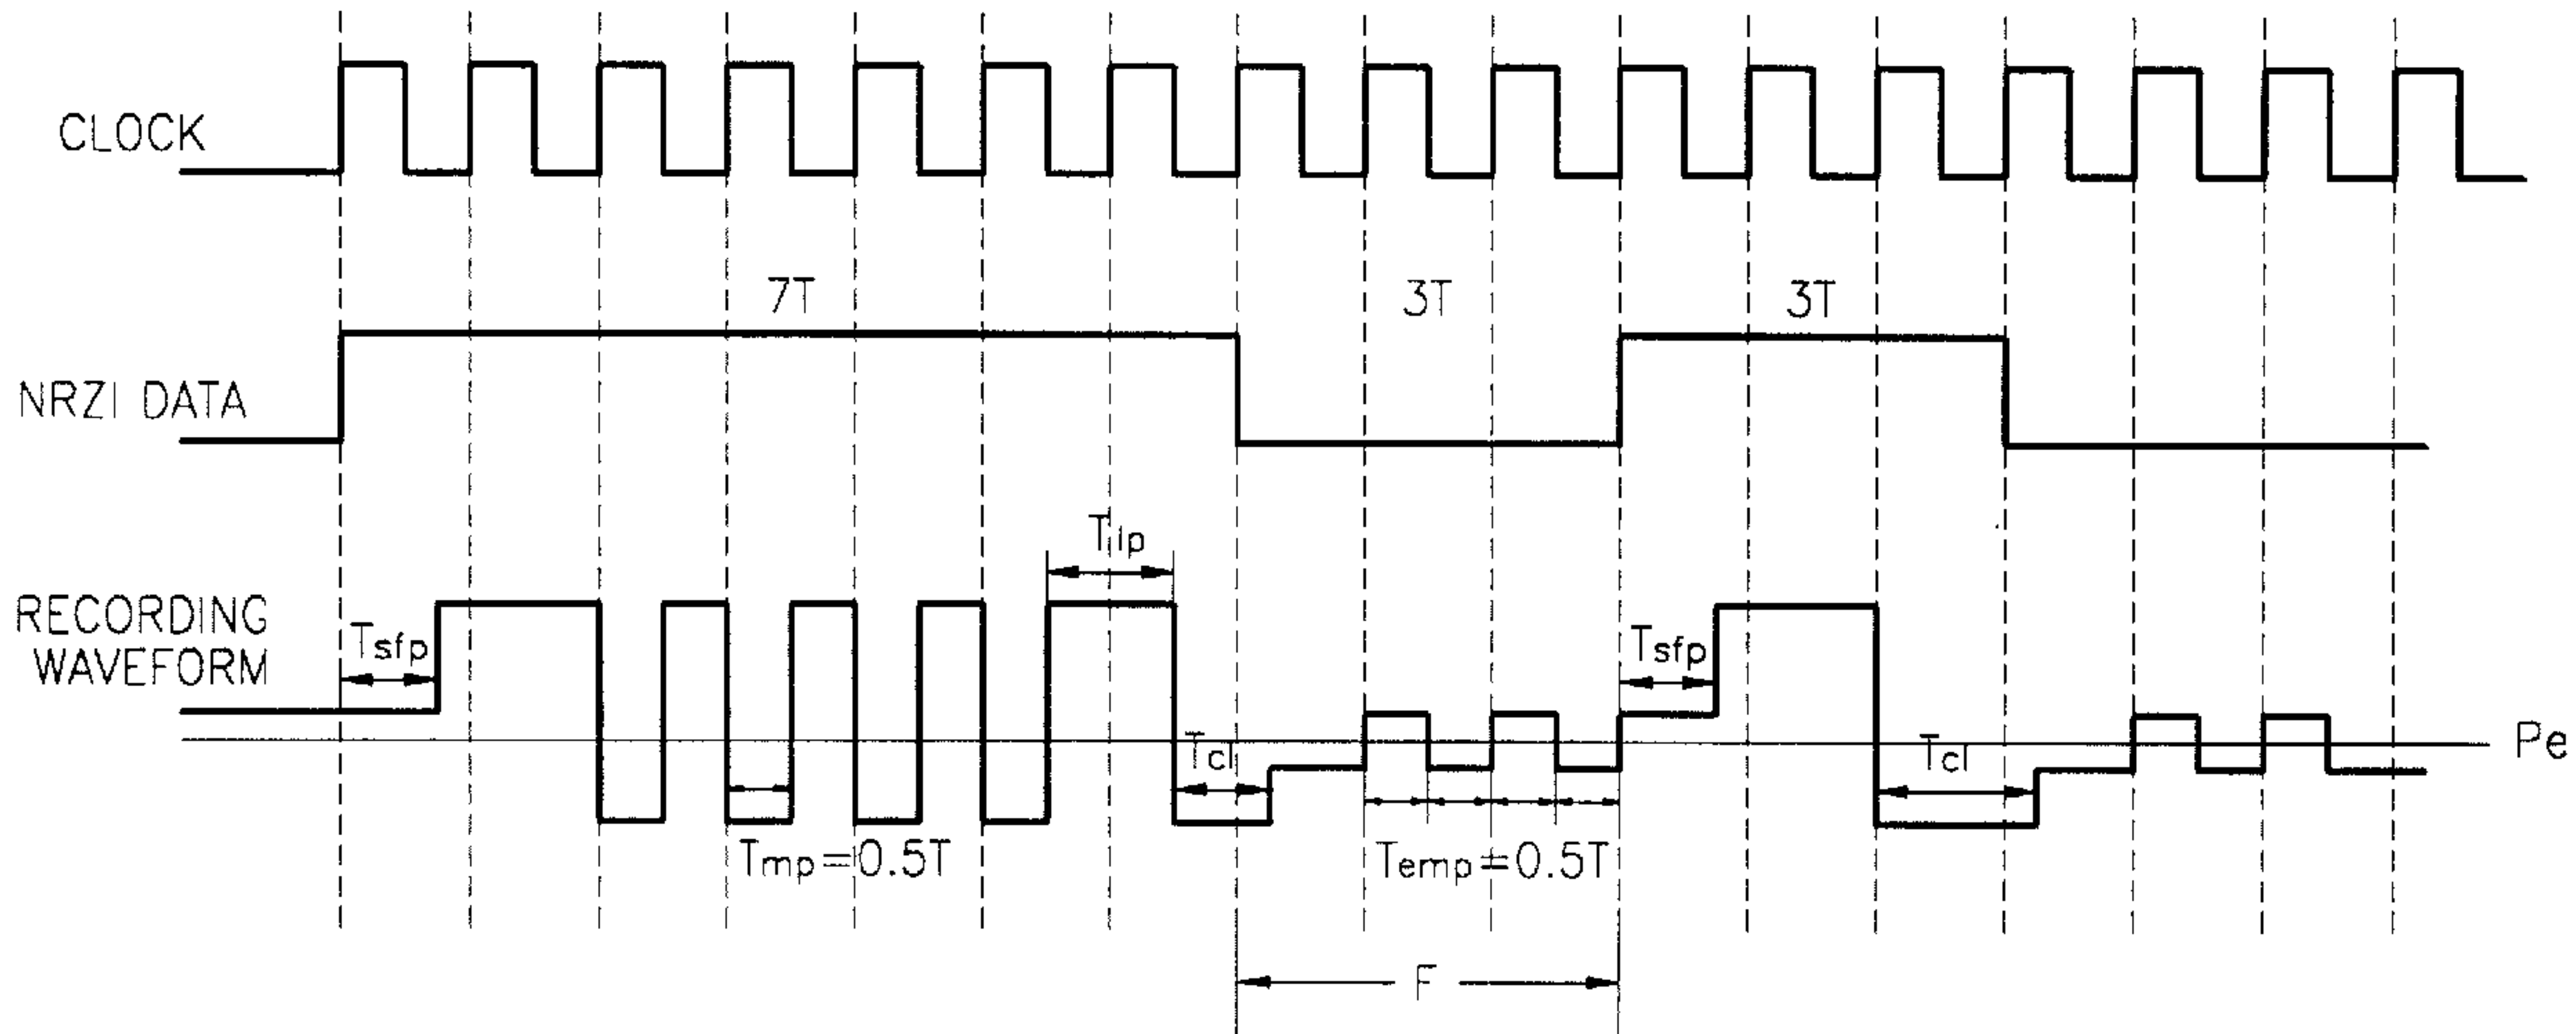 CLOCK
7T 3T 3T
NRZI DATA
Tlp
RECORDING
WAVEFORM
Tsfp Tsfp
Tcl Tcl Pe
Tmp=0.5T Temp=0.5T
F